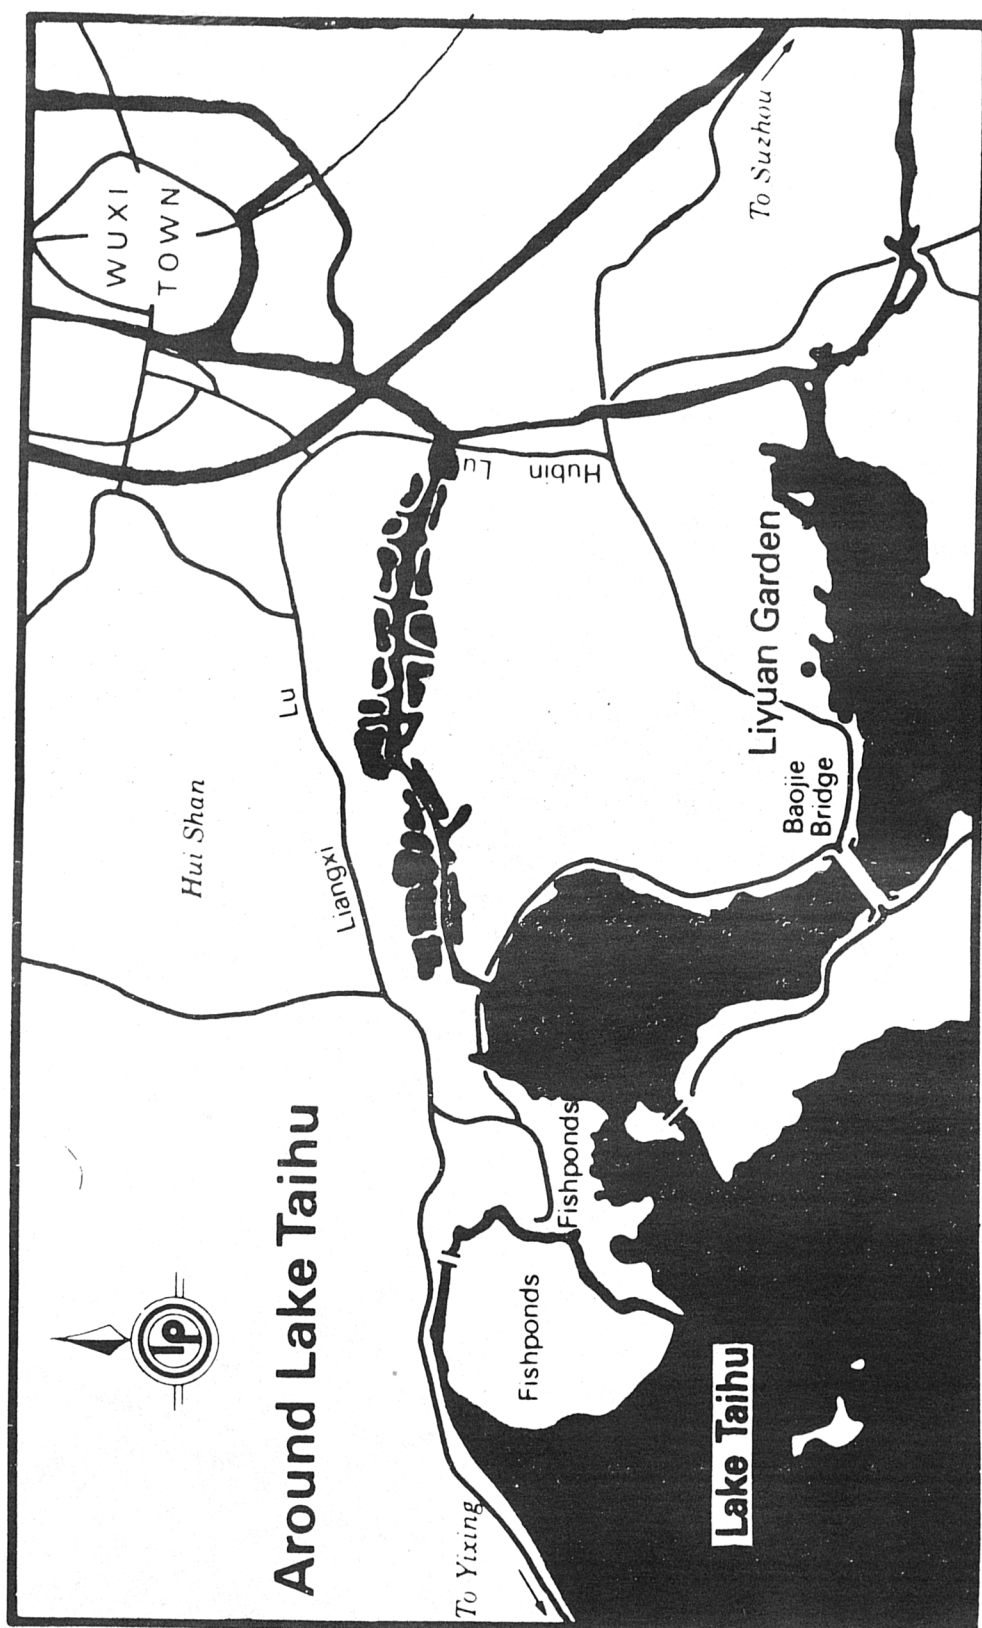 Around Lake Taihu
lp
WUXI
TOWN
Hui Shan
Liangxi
Lu
Hubin
Lu
To Suzhou
To Yixing
Fishponds
Fishponds
Baojie
Bridge
Liyuan Garden
Lake Taihu